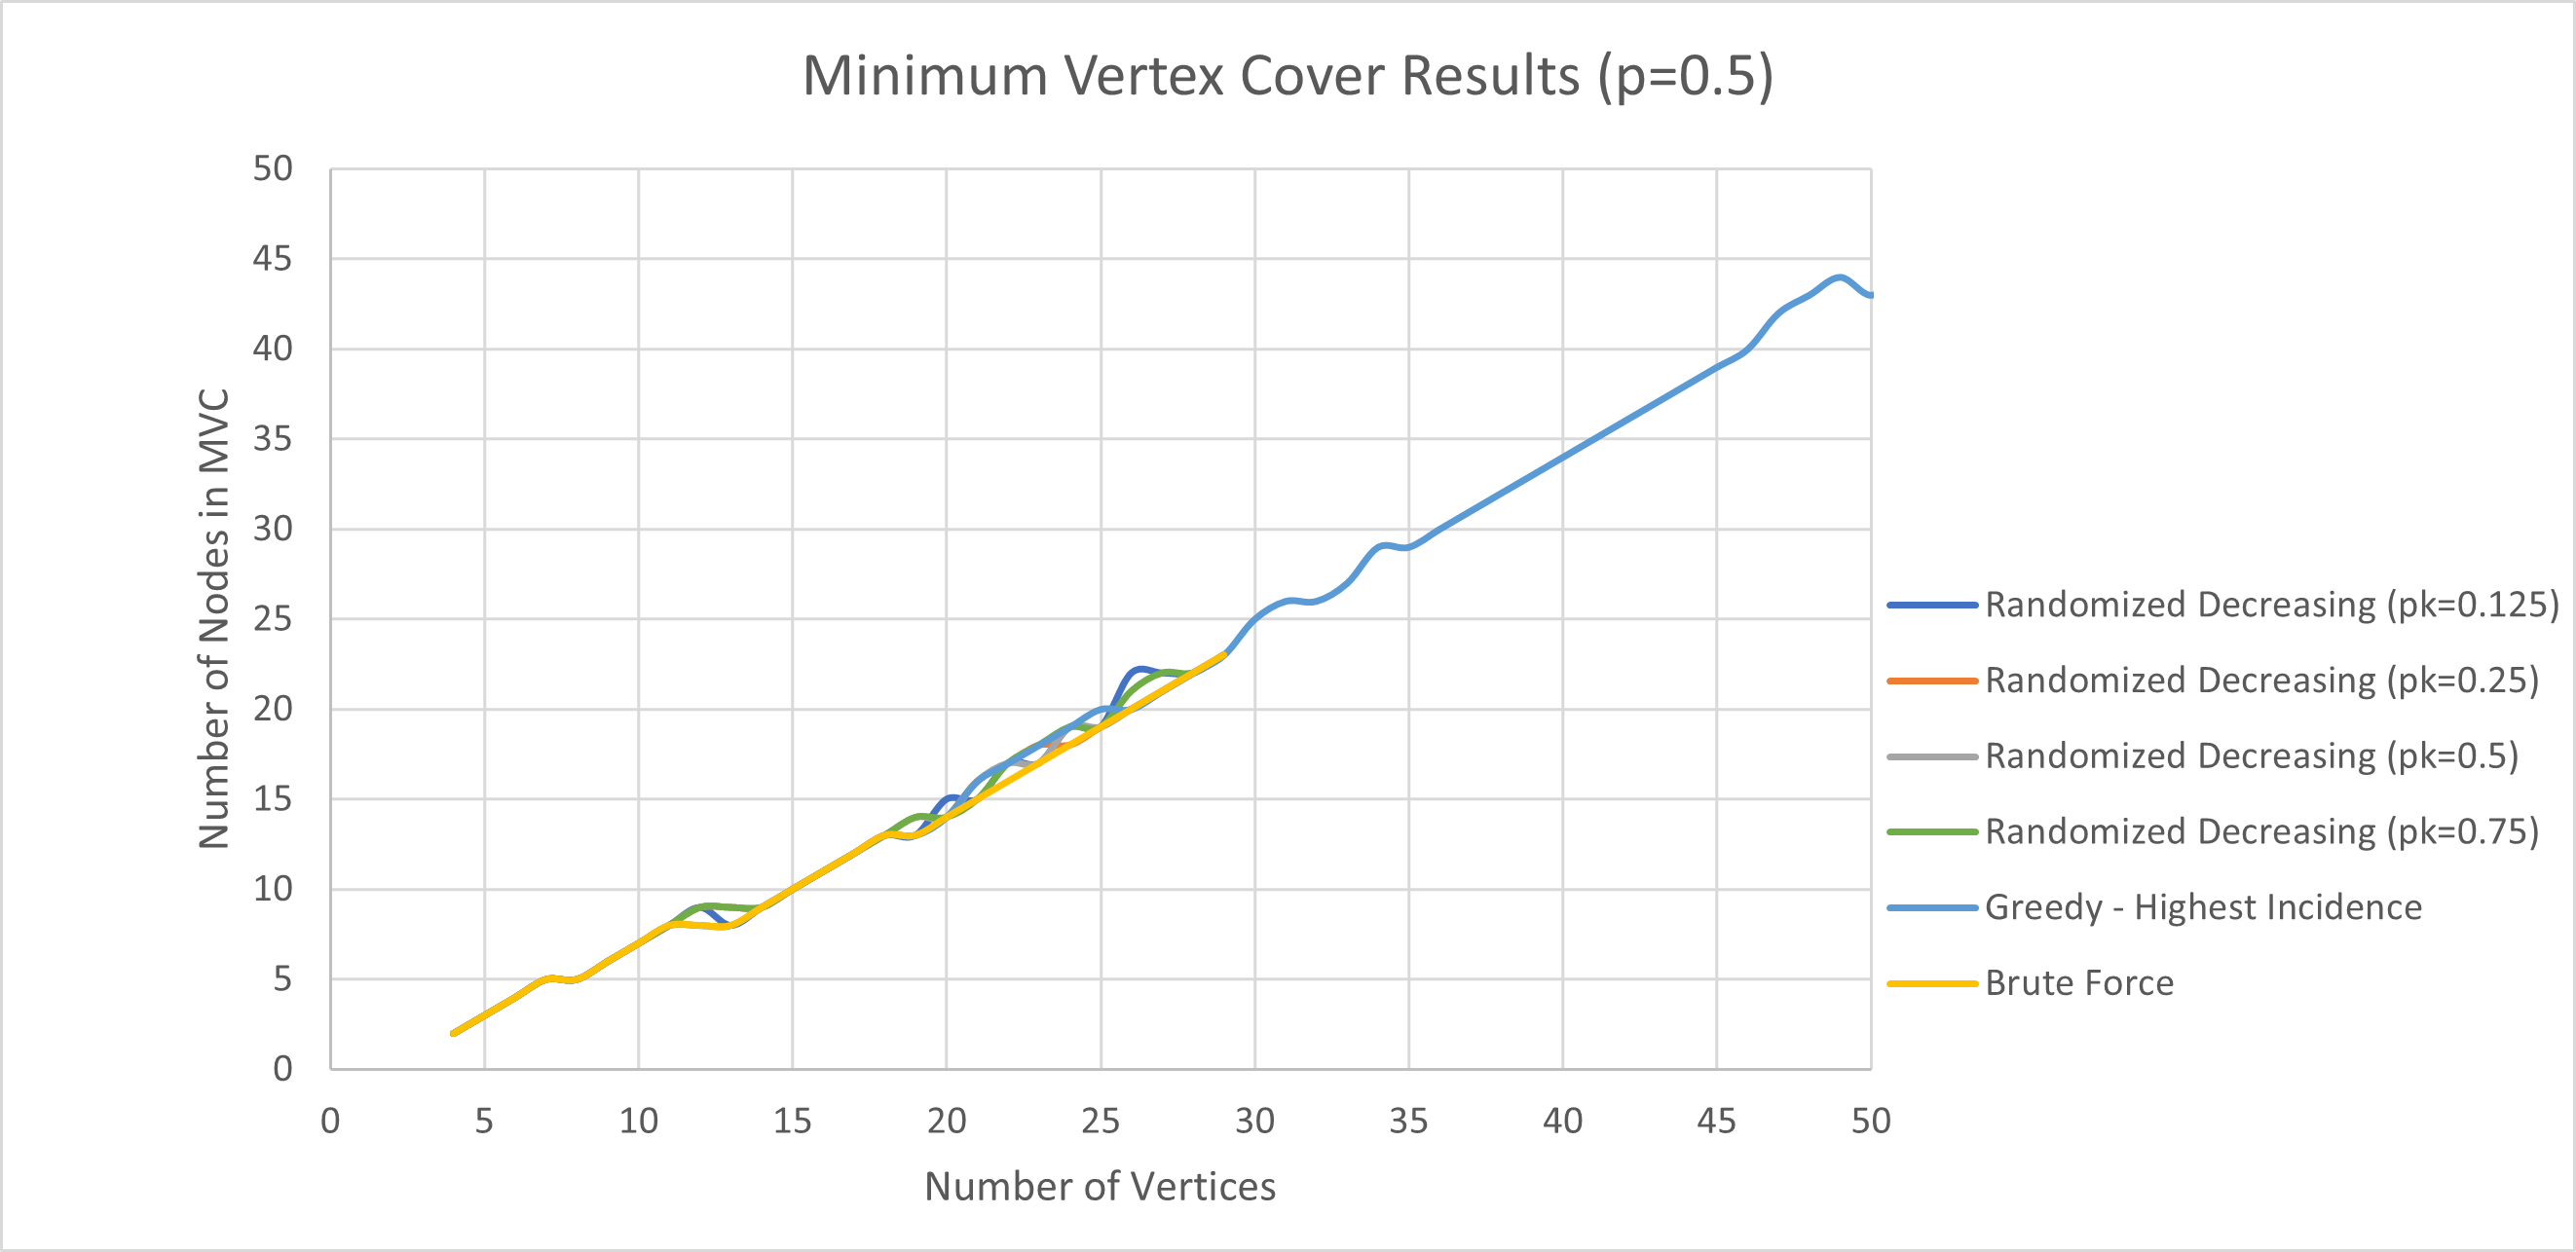 Minimum Vertex Cover Results (p=0.5)
50
45
40
35
30
25
20
15
10
5
0
Number of Nodes in MVC
0 5 10 15 20 25 30 35 40 45 50
Number of Vertices
Randomized Decreasing (pk=0.125)
Randomized Decreasing (pk=0.25)
Randomized Decreasing (pk=0.5)
Randomized Decreasing (pk=0.75)
Greedy - Highest Incidence
Brute Force